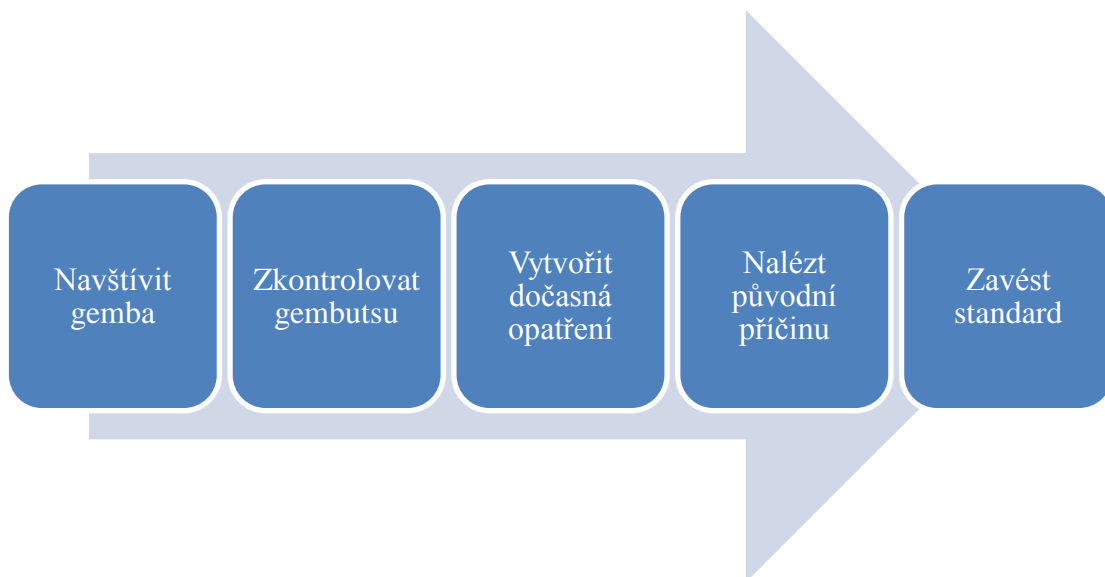 Navštívit
gemba
Zkontrolovat
gembutsu
Vytvořit
dočasná
opatření
Nalézt
původní
příčinu
Zavést
standard